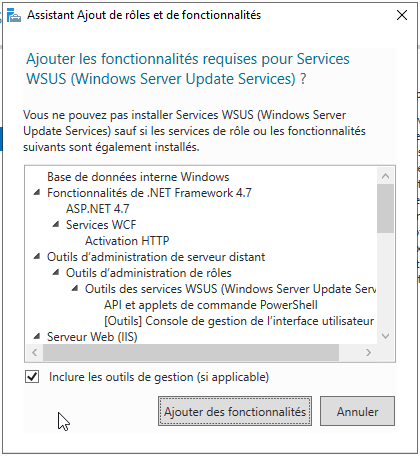 Assistant Ajout de rôles et de fonctionnalités
Ajouter les fonctionnalités requises pour Services
WSUS (Windows Server Update Services) ?
Vous ne pouvez pas installer Services WSUS (Windows Server
Update Services) sauf si les services de rôle ou les fonctionnalités
suivants sont également installés.
Base de données interne Windows
Fonctionnalités de .NET Framework 4.7
ASP.NET 4.7
Services WCF
Activation HTTP
Outils d'administration de serveur distant
Outils d'administration de rôles
Outils des services WSUS (Windows Server Update Serv
API et applets de commande PowerShell
[Outils] Console de gestion de l'interface utilisateur
Serveur Web (IIS)
Inclure les outils de gestion (si applicable)
Ajouter des fonctionnalités
Annuler